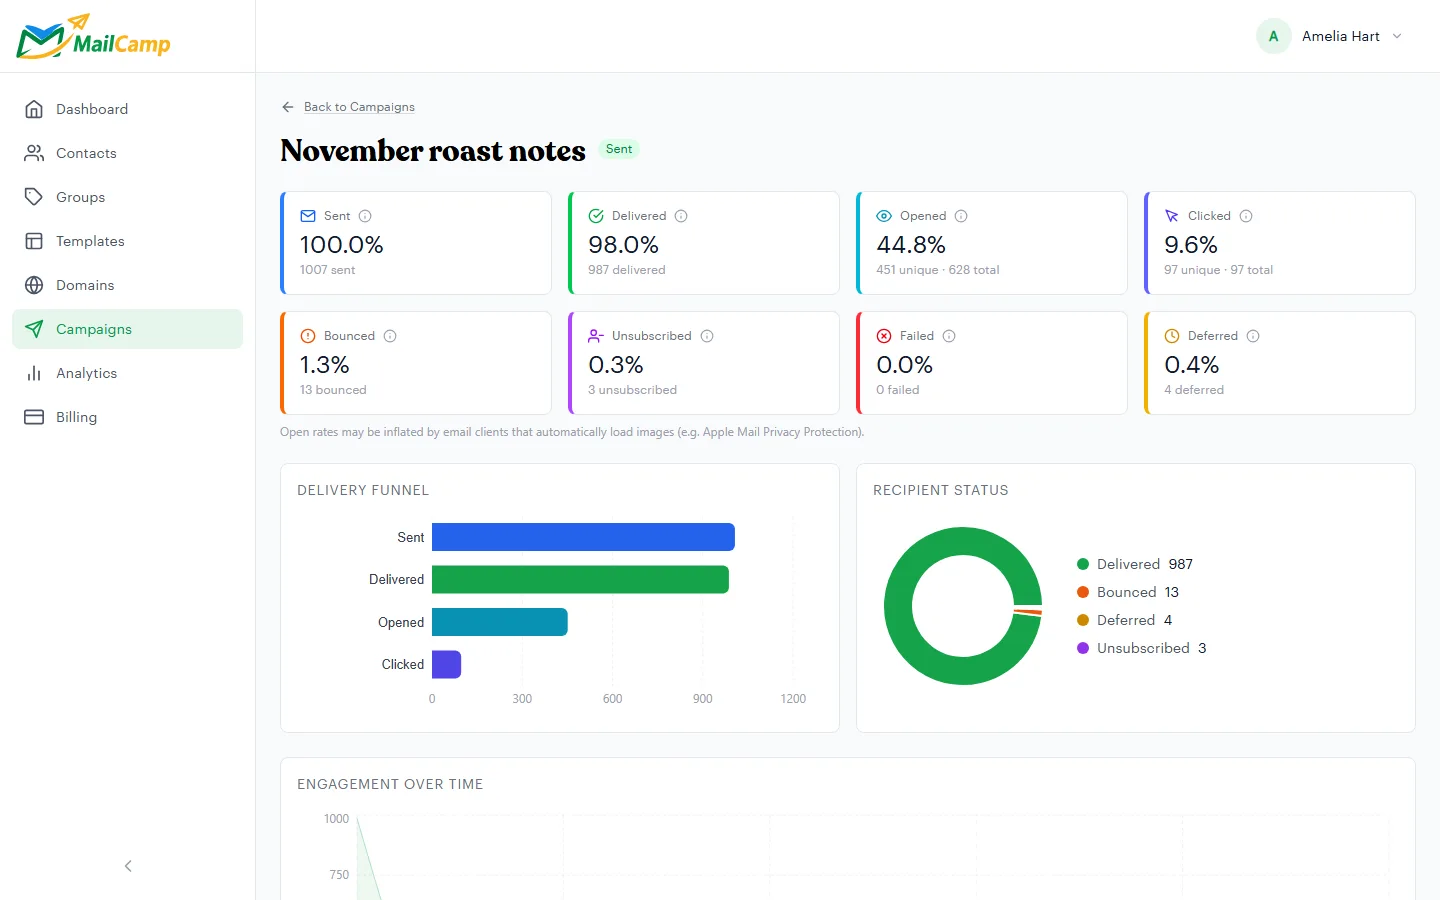 MailCamp
A
Amelia Hart
Dashboard
Contacts
Groups
Templates
Domains
Campaigns
Analytics
Billing
Back to Campaigns
November roast notes
Sent
Sent
100.0%
1007 sent
Delivered
98.0%
987 delivered
Opened
44.8%
451 unique · 628 total
Clicked
9.6%
97 unique · 97 total
Bounced
1.3%
13 bounced
Unsubscribed
0.3%
3 unsubscribed
Failed
0.0%
0 failed
Deferred
0.4%
4 deferred
Open rates may be inflated by email clients that automatically load images (e.g. Apple Mail Privacy Protection).
DELIVERY FUNNEL
Sent
Delivered
Opened
Clicked
0 300 600 900 1200
RECIPIENT STATUS
Delivered 987
Bounced 13
Deferred 4
Unsubscribed 3
ENGAGEMENT OVER TIME
1000
750